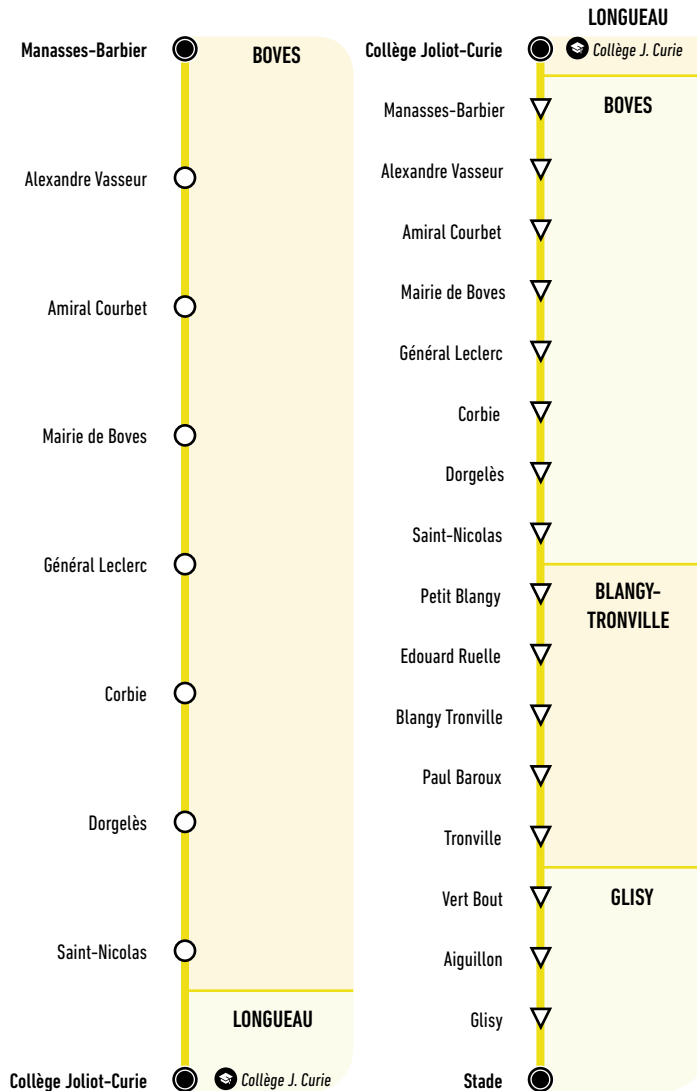 Manasses-Barbier
BOVES
Alexandre Vasseur
Amiral Courbet
Mairie de Boves
Général Leclerc
Corbie
Dorgelès
Saint-Nicolas
LONGUEAU
Collège Joliot-Curie
Collège J. Curie
LONGUEAU
Collège Joliot-Curie
Collège J. Curie
BOVES
Manasses-Barbier
Alexandre Vasseur
Amiral Courbet
Mairie de Boves
Général Leclerc
Corbie
Dorgelès
Saint-Nicolas
BLANGY-
TRONVILLE
Petit Blangy
Edouard Ruelle
Blangy Tronville
Paul Baroux
Tronville
GLISY
Vert Bout
Aiguillon
Glisy
Stade